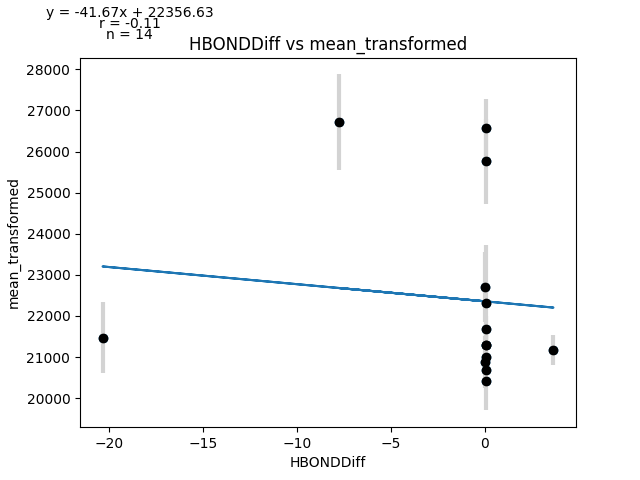 y = -41.67x + 22356.63
r = -0.11
n = 14
HBONDDiff vs mean_transformed
28000
27000
26000
25000
24000
23000
22000
21000
20000
mean_transformed
−20
−15
−10
−5
0
HBONDDiff